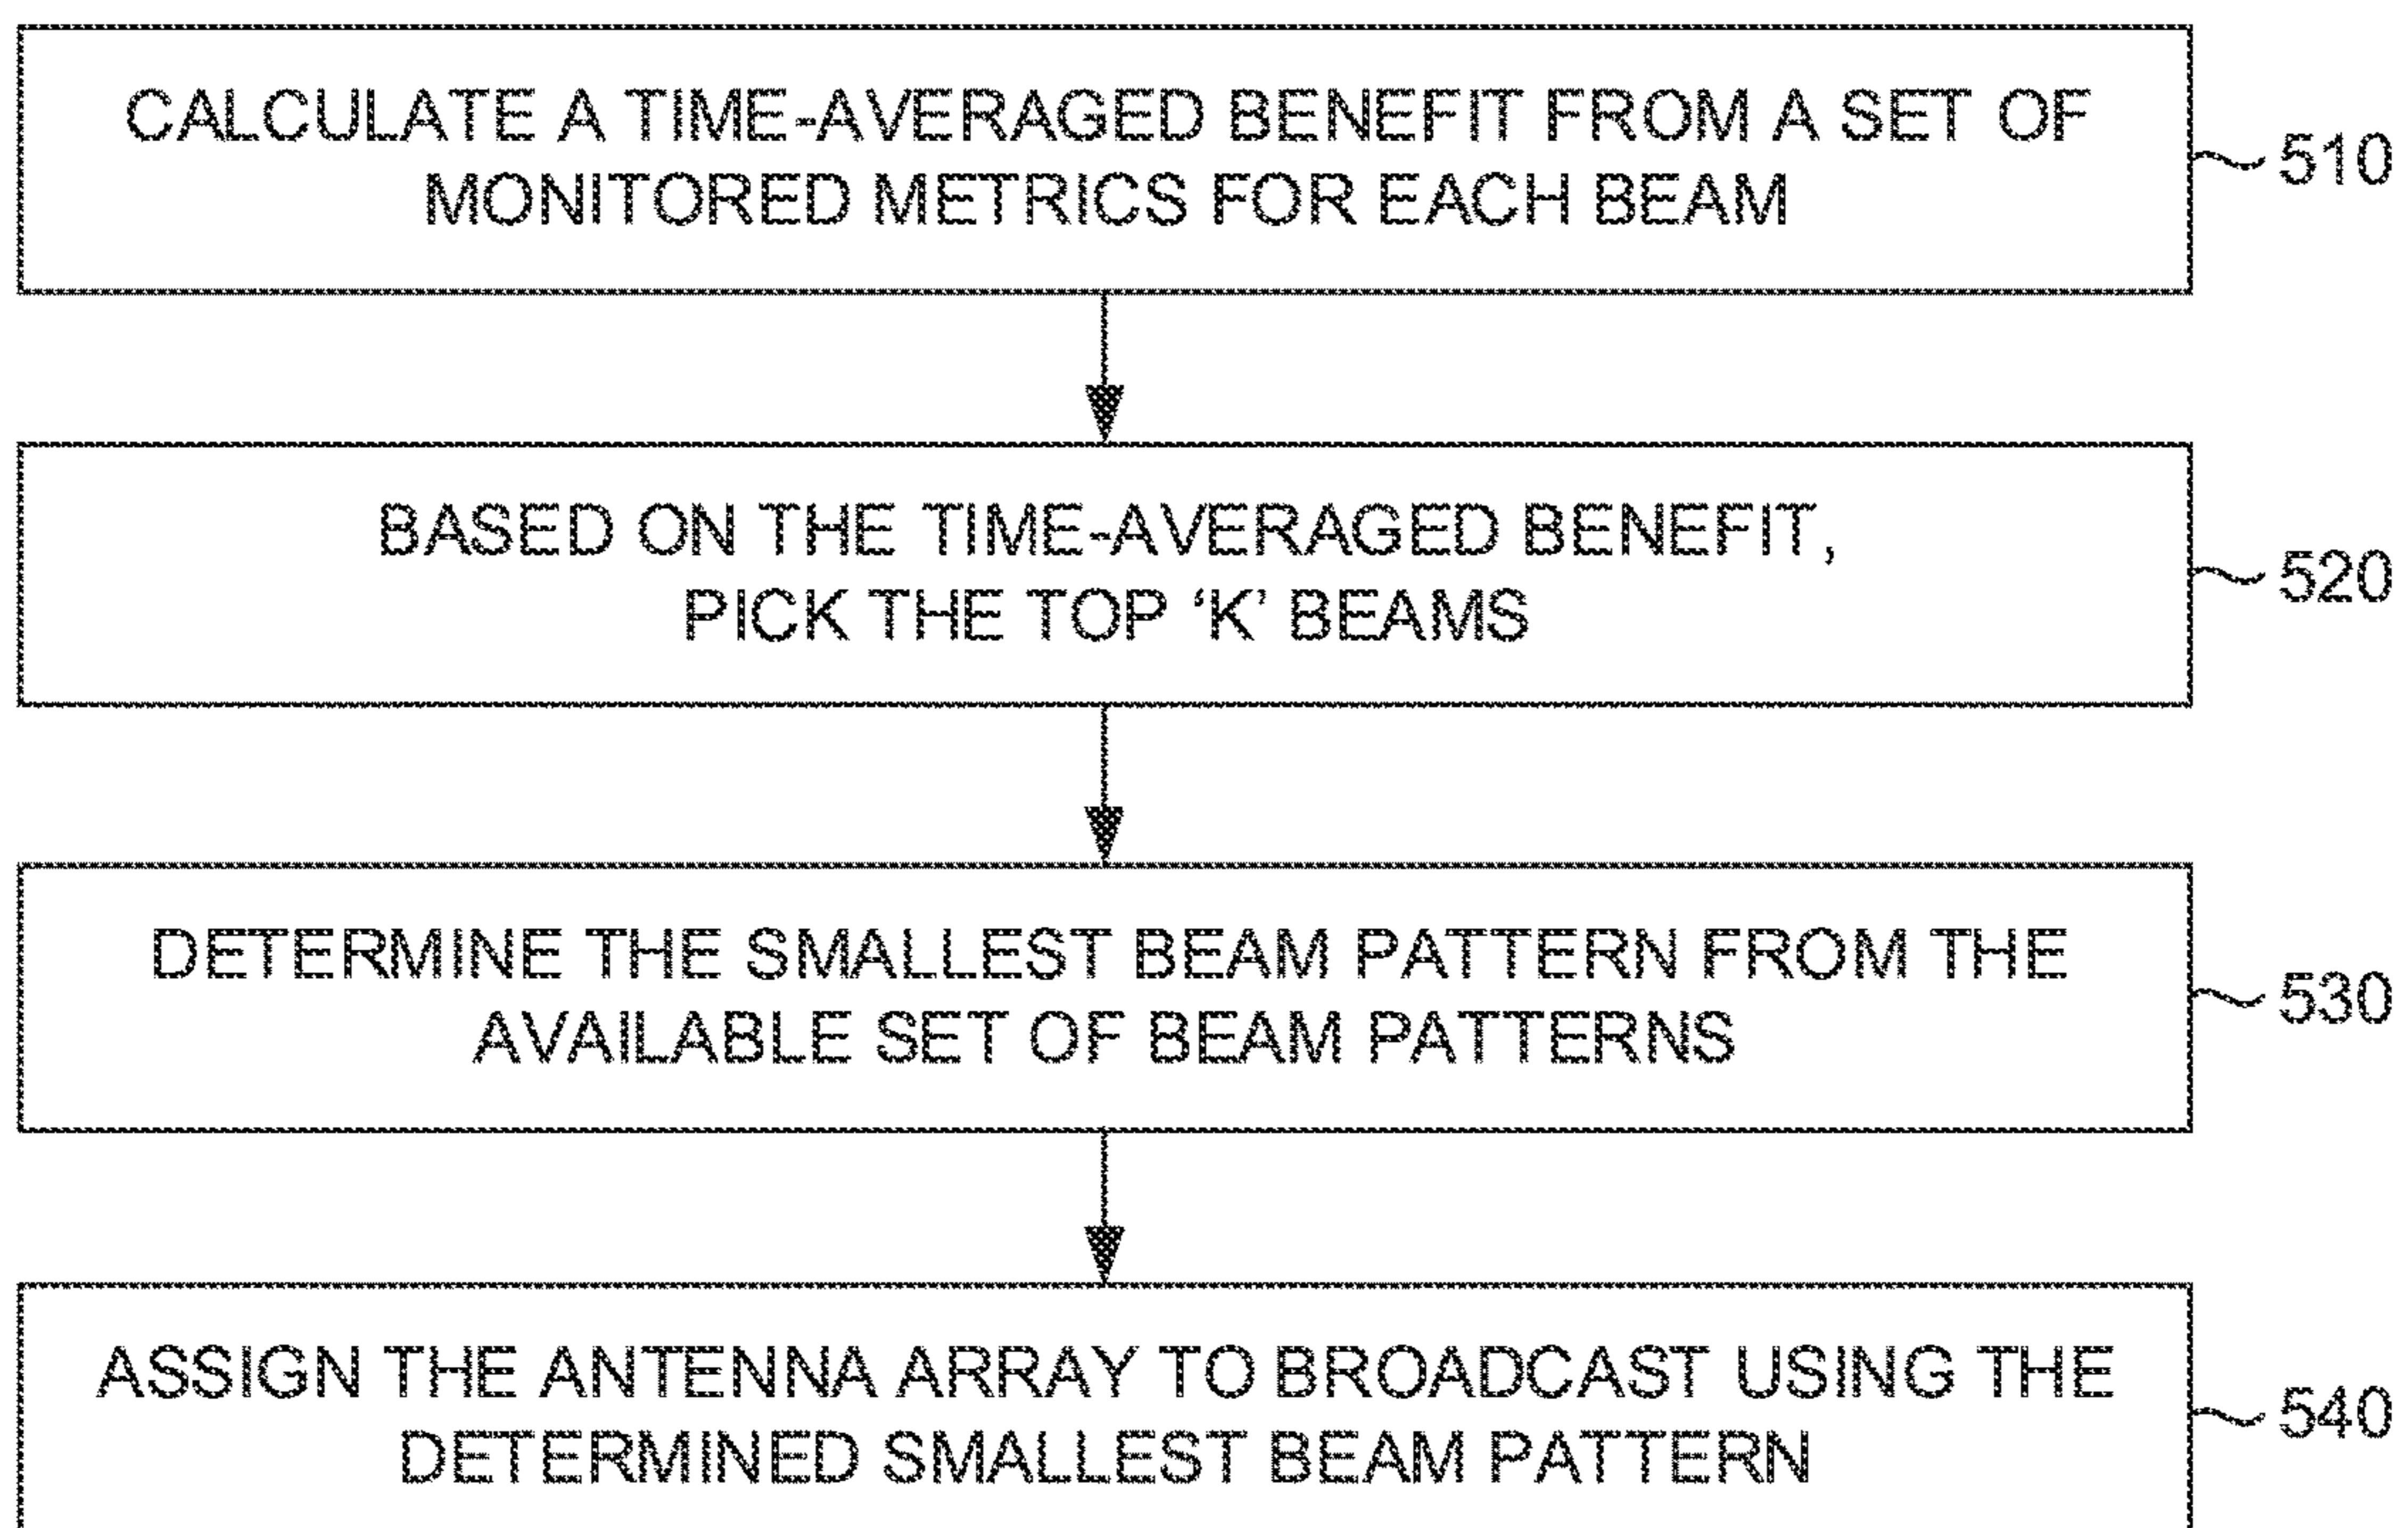 CALCULATE A TIME-AVERAGED BENEFIT FROM A SET OF
MONITORED METRICS FOR EACH BEAM
510
BASED ON THE TIME-AVERAGED BENEFIT,
PICK THE TOP ‘K’ BEAMS
520
DETERMINE THE SMALLEST BEAM PATTERN FROM THE
AVAILABLE SET OF BEAM PATTERNS
530
ASSIGN THE ANTENNA ARRAY TO BROADCAST USING THE
DETERMINED SMALLEST BEAM PATTERN
540